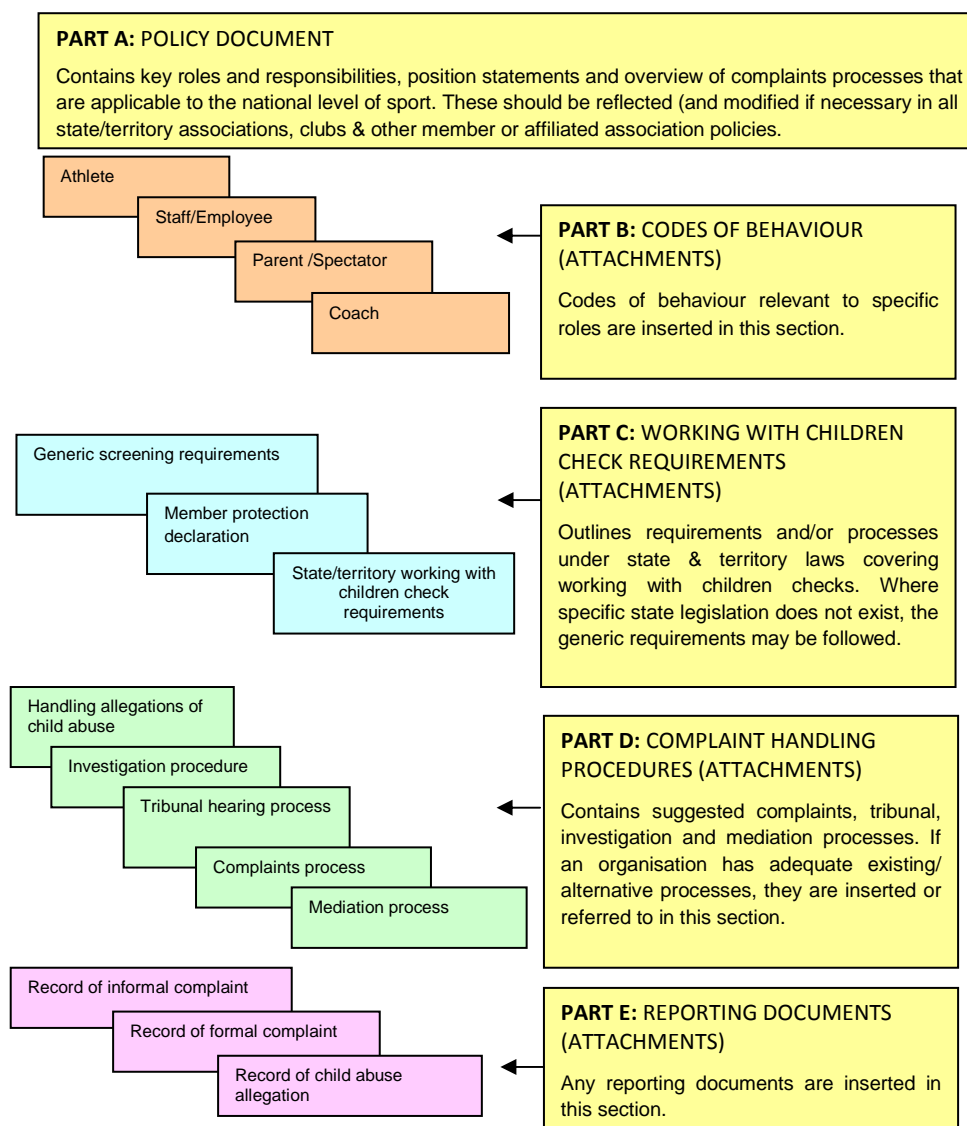 PART A: POLICY DOCUMENT
Contains key roles and responsibilities, position statements and overview of complaints processes that
are applicable to the national level of sport. These should be reflected (and modified if necessary in all
state/territory associations, clubs & other member or affiliated association policies.
Athlete
Staff/Employee
Parent /Spectator
Coach
PART B: CODES OF BEHAVIOUR
(ATTACHMENTS)
Codes of behaviour relevant to specific
roles are inserted in this section.
Generic screening requirements
Member protection
declaration
State/territory working with
children check
requirements
PART C: WORKING WITH CHILDREN
CHECK REQUIREMENTS
(ATTACHMENTS)
Outlines requirements and/or processes
under state & territory laws covering
working with children checks. Where
specific state legislation does not exist, the
generic requirements may be followed.
Handling allegations of
child abuse
Investigation procedure
Tribunal hearing process
Complaints process
Mediation process
PART D: COMPLAINT HANDLING
PROCEDURES (ATTACHMENTS)
Contains suggested complaints, tribunal,
investigation and mediation processes. If
an organisation has adequate existing/
alternative processes, they are inserted or
referred to in this section.
Record of informal complaint
Record of formal complaint
Record of child abuse
allegation
PART E: REPORTING DOCUMENTS
(ATTACHMENTS)
Any reporting documents are inserted in
this section.